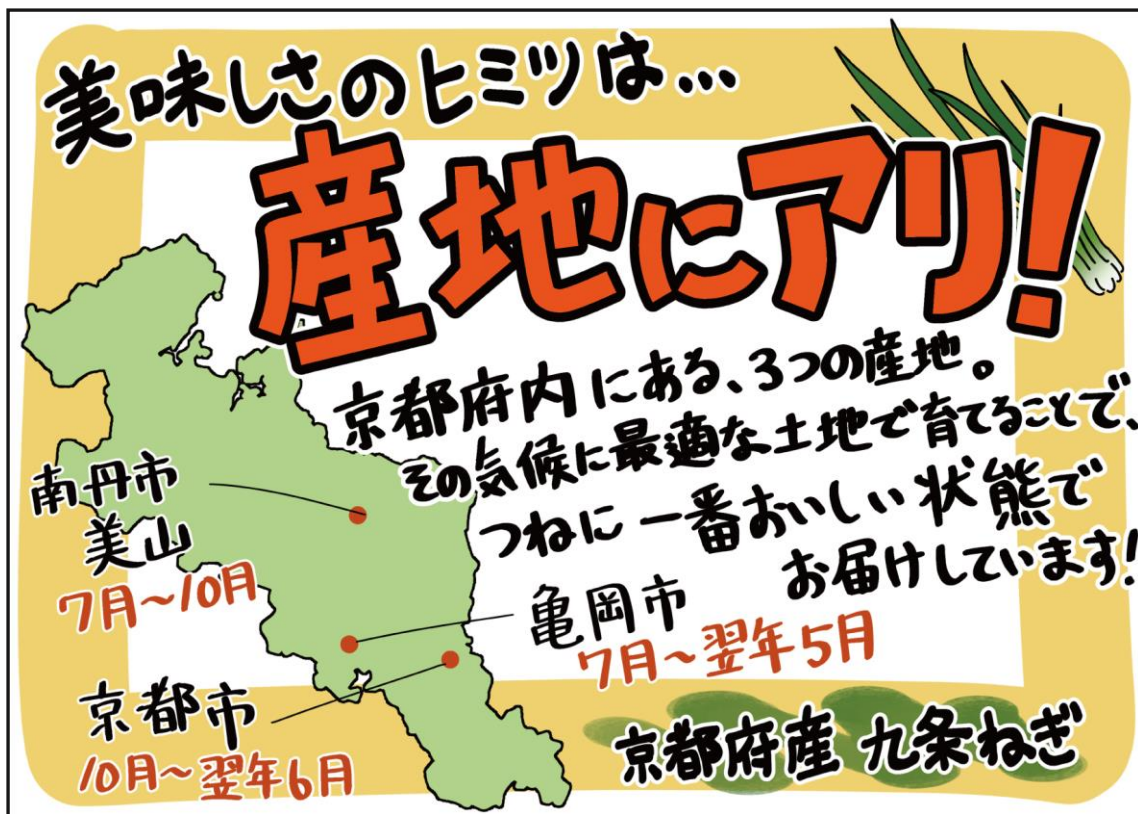 美味しさのヒミツは…
産地にアリ!
京都府内にある、3つの産地。
その気候に最適な土地で育てることで、
つねに一番おいしい状態で
お届けしています!
南丹市
美山
7月~10月
亀岡市
7月~翌年5月
京都市
10月~翌年6月
京都府産 九条ねぎ